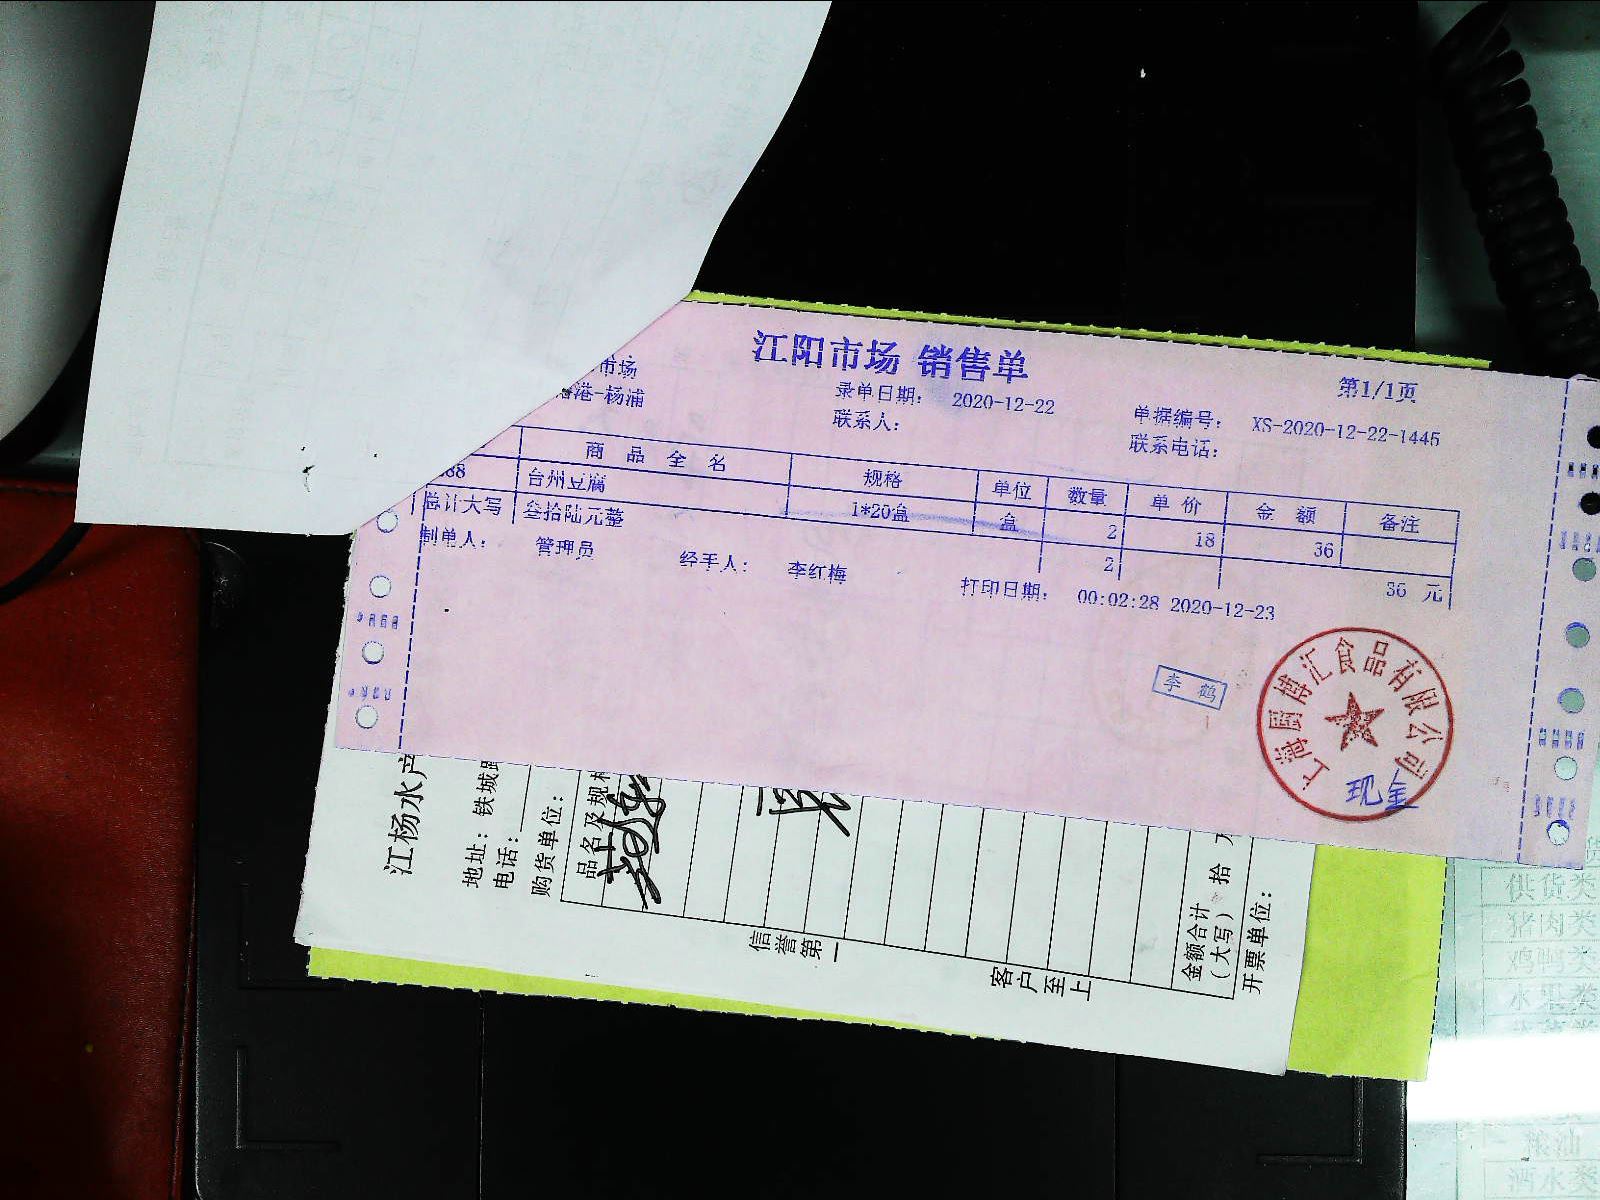 江阳市场 销售单
第1/1页
市场
录单日期： 2020-12-22
单据编号： XS-2020-12-22-1445
港-杨浦
联系人：
联系电话：
商 品 全 名 规格 单位 数量 单 价 金 额 备注
88 台州豆腐 1*20盒 盒 2 18 36
总计大写 叁拾陆元整 2 36 元
制单人： 管理员 经手人： 李红梅 打印日期： 00:02:28 2020-12-23
李 鹤
上海厨博汇食品有限公司
现金
江杨水产
地址：铁城路
电话：
购货单位：
品名及规格
信誉第一
客户至上
金额合计
（大写） 拾
开票单位：
供货类
猪肉类
鸡鸭类
水果类
粮油
酒水类